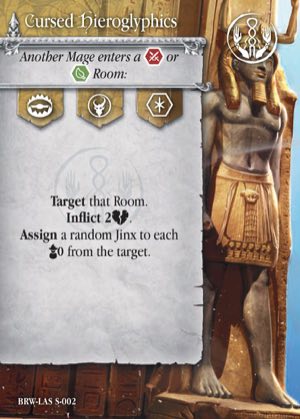 Cursed Hieroglyphics
Another Mage enters a or
Room:
Target that Room.
Inflict 2.
Assign a random Jinx to each
0 from the target.
BRW-LAS S-002